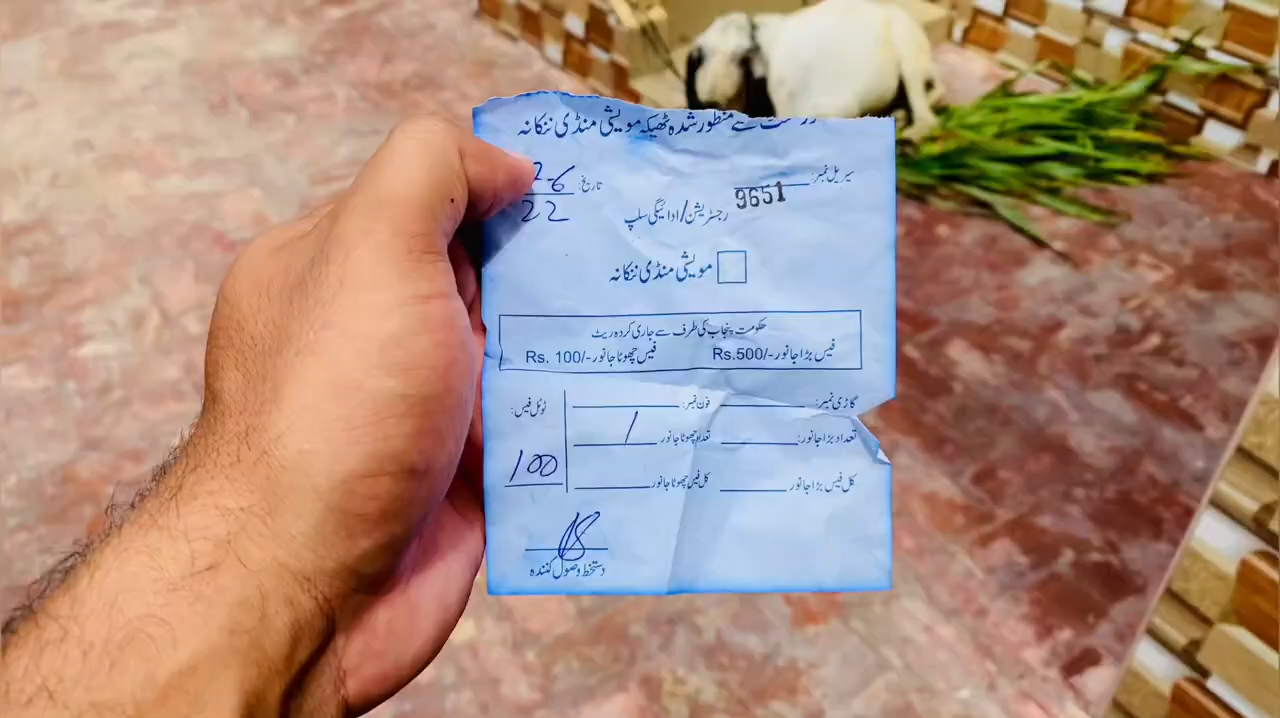 سے منظور شدہ ٹھیکہ مویشی منڈی ننکانہ
سیریل نمبر: 9651
تاریخ: 2-6
22
رجسٹریشن/ادائیگی سلپ
مویشی منڈی ننکانہ
حکومت پنجاب کی طرف سے جاری کردہ ریٹ
فیس بڑا جانور -/Rs.500 فیس چھوٹا جانور -/Rs. 100
گاڑی نمبر: فون نمبر:
تعداد بڑا جانور: تعداد چھوٹا جانور 1
کل فیس بڑا جانور کل فیس چھوٹا جانور
ٹوٹل فیس:
100
دستخط وصول کنندہ